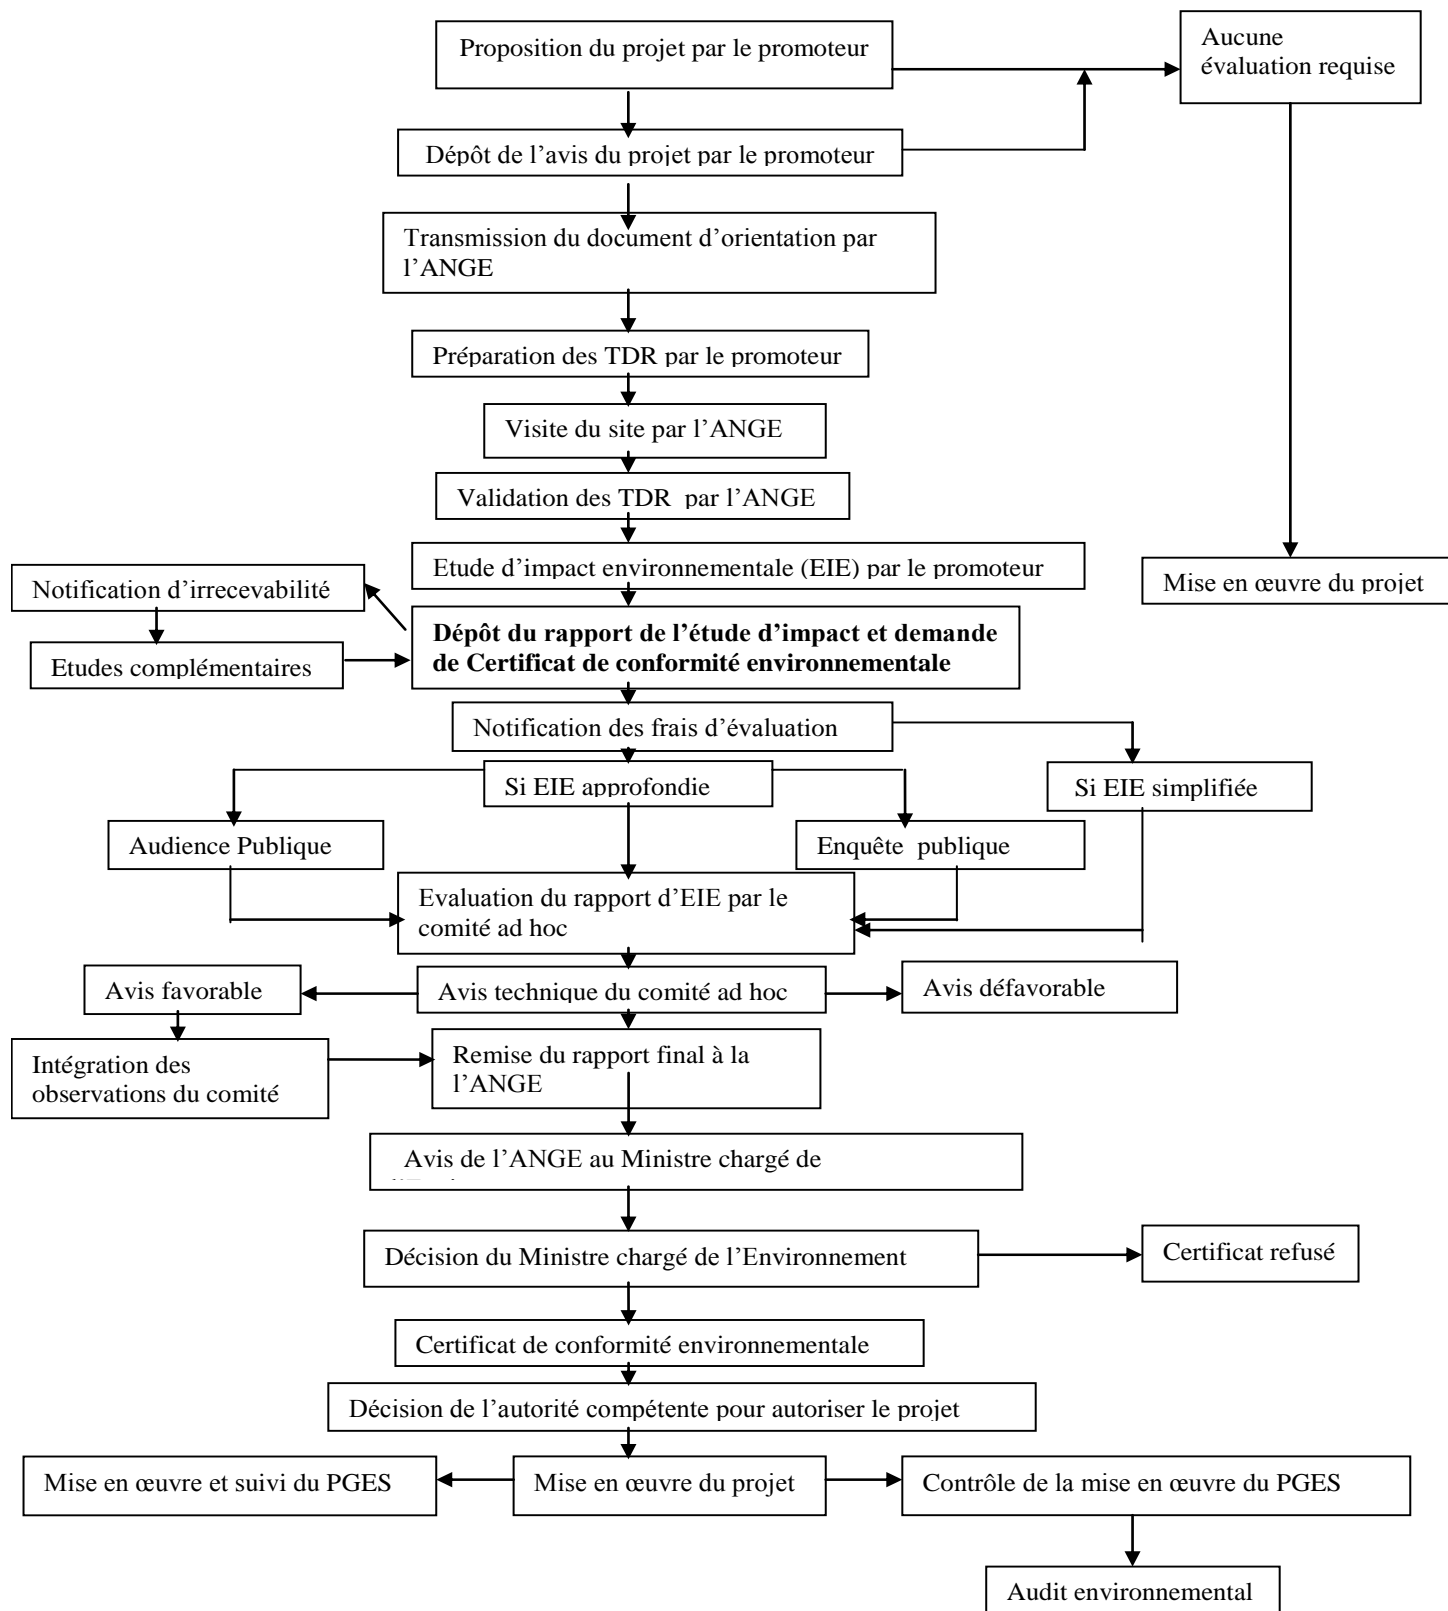 Proposition du projet par le promoteur
Aucune
évaluation requise
Dépôt de l’avis du projet par le promoteur
Transmission du document d’orientation par
l’ANGE
Préparation des TDR par le promoteur
Visite du site par l’ANGE
Validation des TDR par l’ANGE
Etude d’impact environnementale (EIE) par le promoteur
Mise en œuvre du projet
Notification d’irrecevabilité
Dépôt du rapport de l’étude d’impact et demande
de Certificat de conformité environnementale
Etudes complémentaires
Notification des frais d’évaluation
Si EIE approfondie
Si EIE simplifiée
Audience Publique
Enquête publique
Evaluation du rapport d’EIE par le
comité ad hoc
Avis favorable
Avis technique du comité ad hoc
Avis défavorable
Intégration des
observations du comité
Remise du rapport final à la
l’ANGE
Avis de l’ANGE au Ministre chargé de
Décision du Ministre chargé de l’Environnement
Certificat refusé
Certificat de conformité environnementale
Décision de l’autorité compétente pour autoriser le projet
Mise en œuvre et suivi du PGES
Mise en œuvre du projet
Contrôle de la mise en œuvre du PGES
Audit environnemental